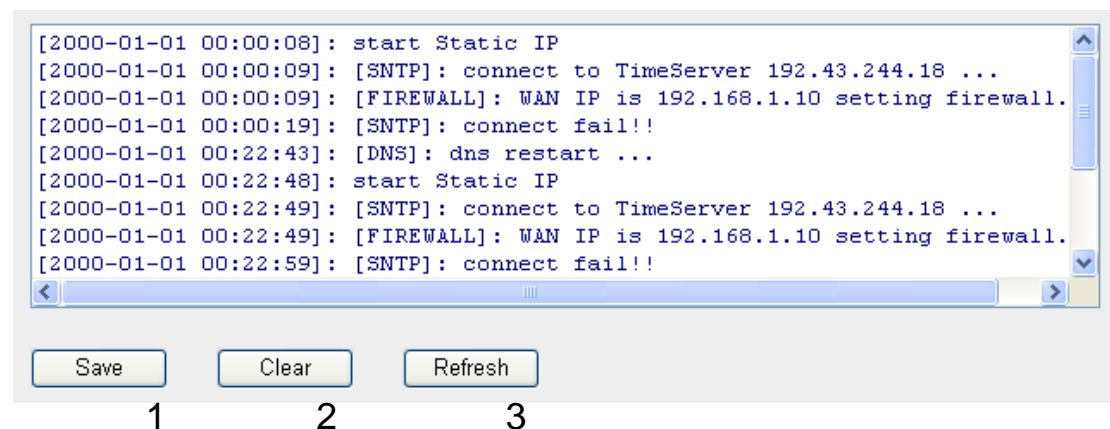 [2000-01-01 00:00:08]: start Static IP
[2000-01-01 00:00:09]: [SNTP]: connect to TimeServer 192.43.244.18 ...
[2000-01-01 00:00:09]: [FIREWALL]: WAN IP is 192.168.1.10 setting firewall.
[2000-01-01 00:00:19]: [SNTP]: connect fail!!
[2000-01-01 00:22:43]: [DNS]: dns restart ...
[2000-01-01 00:22:48]: start Static IP
[2000-01-01 00:22:49]: [SNTP]: connect to TimeServer 192.43.244.18 ...
[2000-01-01 00:22:49]: [FIREWALL]: WAN IP is 192.168.1.10 setting firewall.
[2000-01-01 00:22:59]: [SNTP]: connect fail!!
Save Clear Refresh
1 2 3